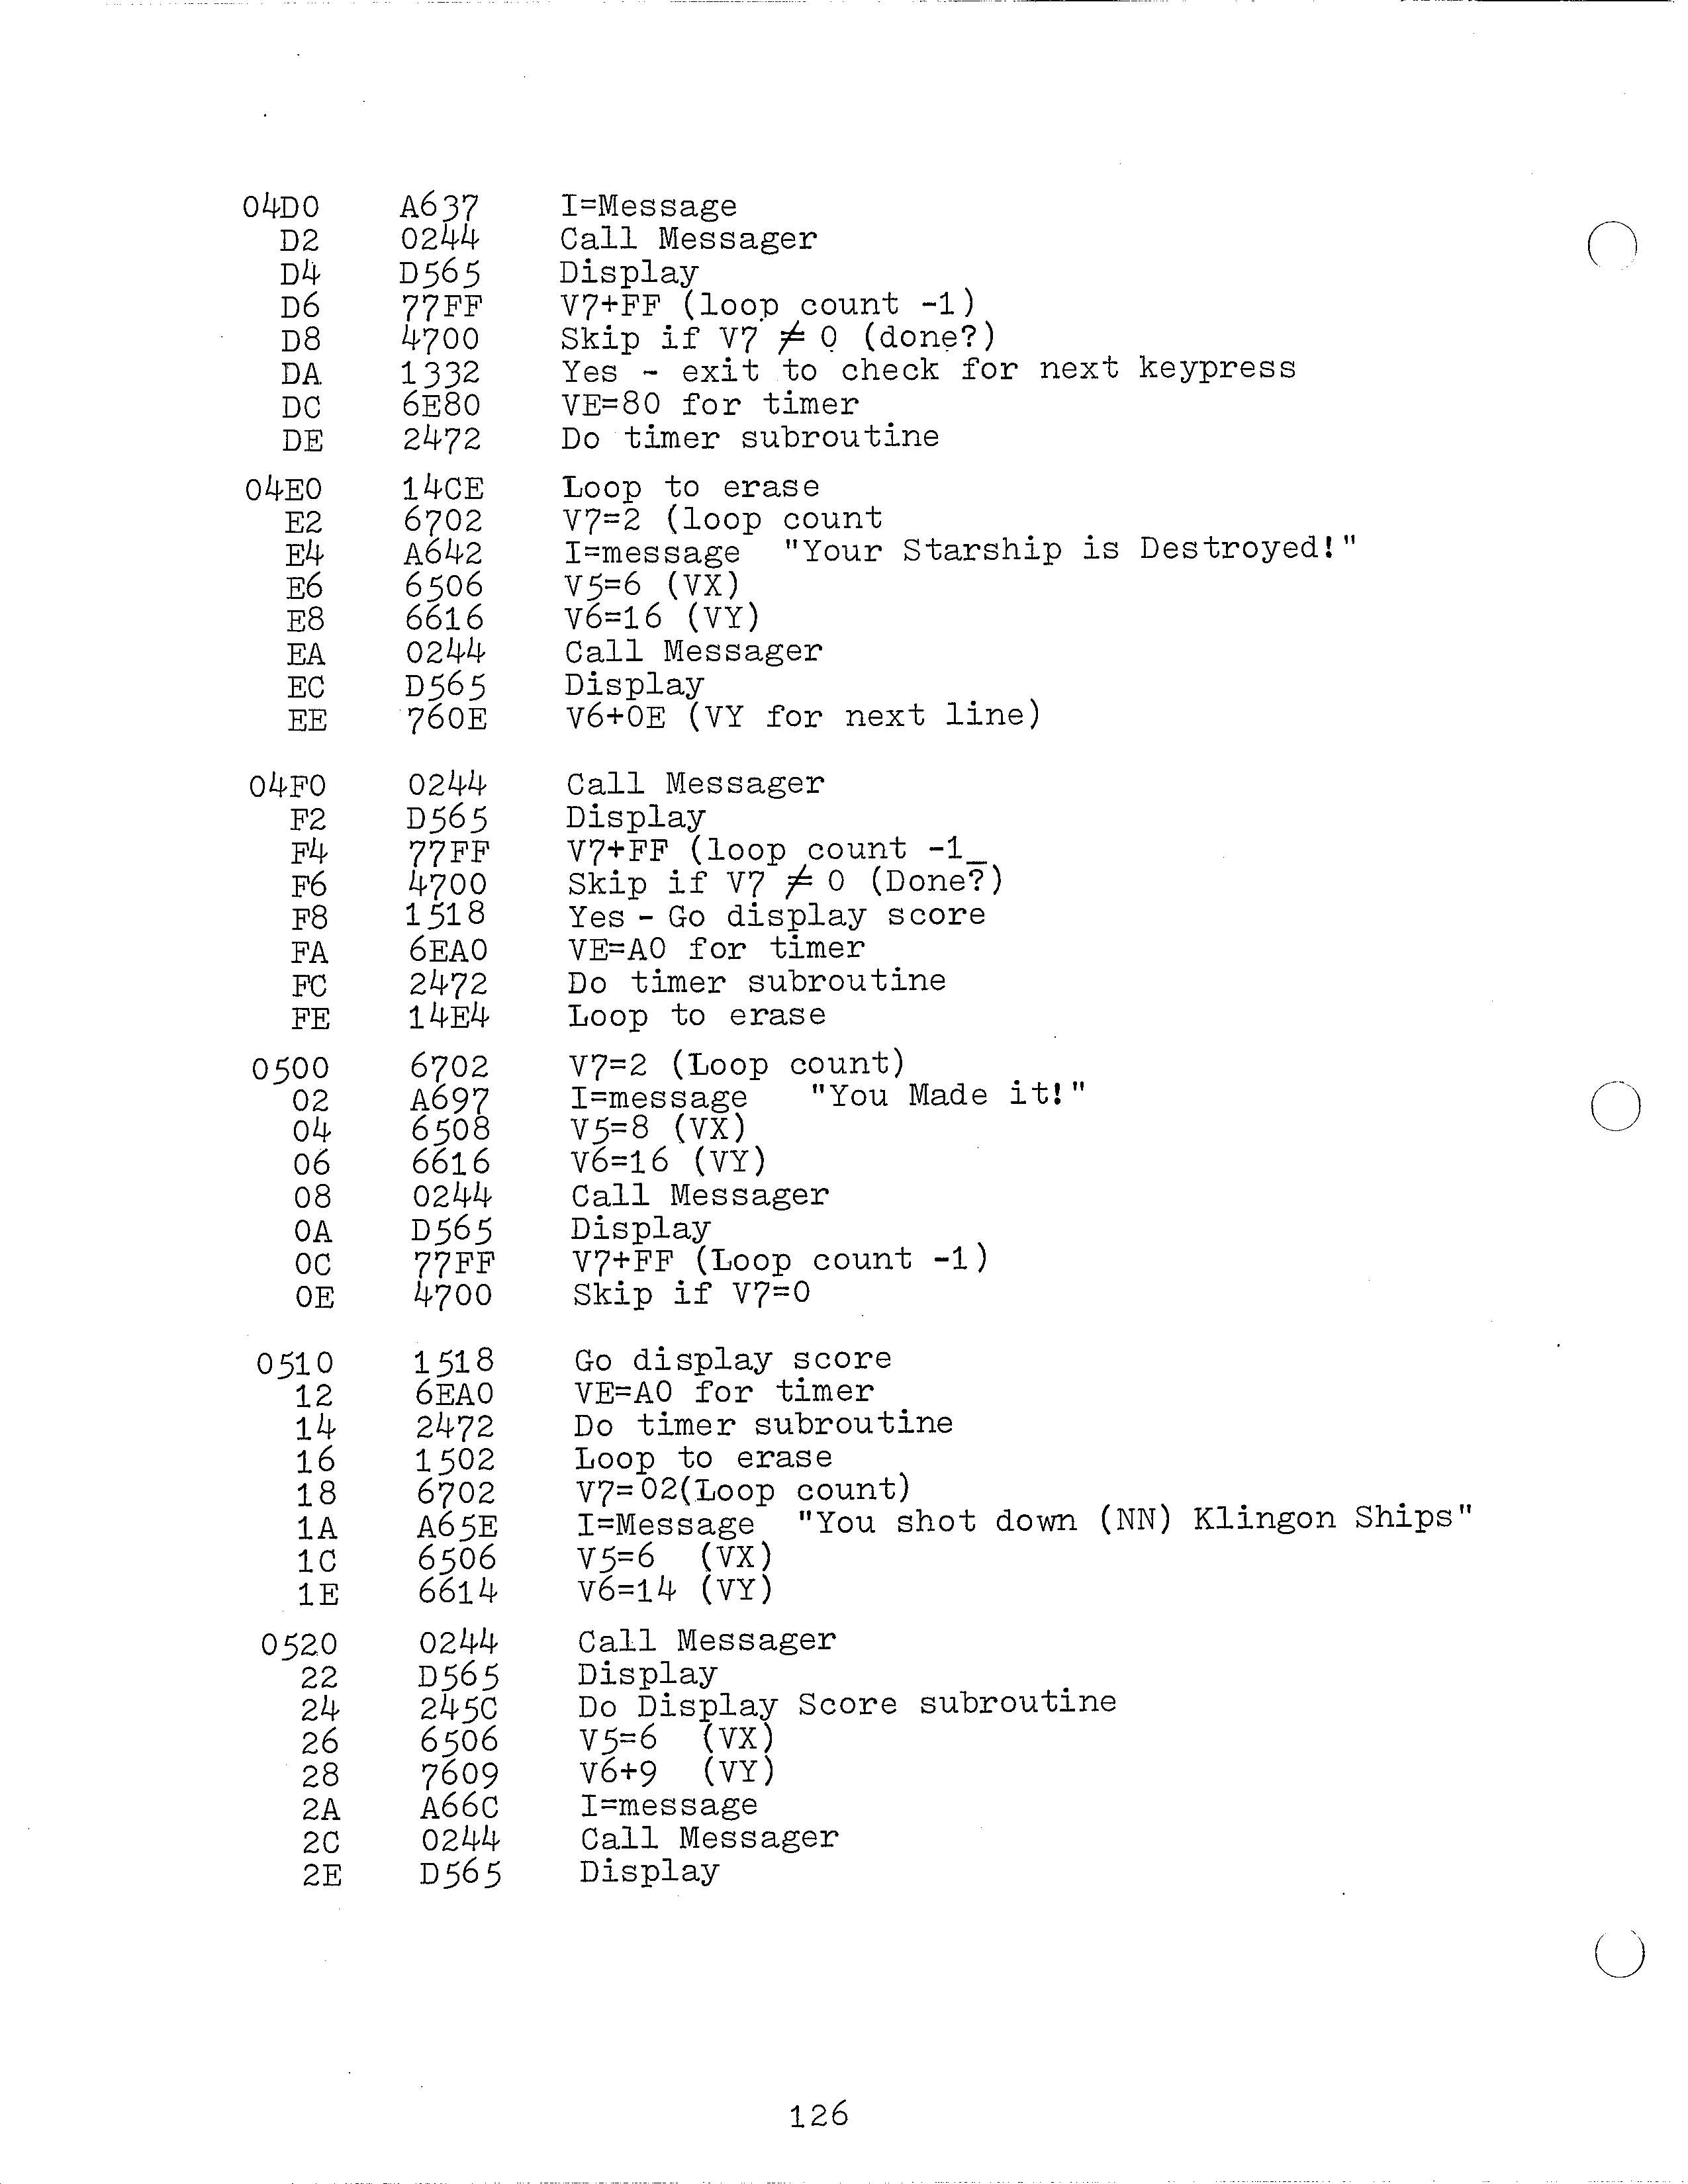 04D0 A637 I=Message
D2 0244 Call Messager
D4 D565 Display
D6 77FF V7+FF (loop count -1)
D8 4700 Skip if V7 ≠ 0 (done?)
DA 1332 Yes - exit to check for next keypress
DC 6E80 VE=80 for timer
DE 2472 Do timer subroutine
04E0 14CE Loop to erase
E2 6702 V7=2 (loop count
E4 A642 I=message "Your Starship is Destroyed!"
E6 6506 V5=6 (VX)
E8 6616 V6=16 (VY)
EA 0244 Call Messager
EC D565 Display
EE 760E V6+0E (VY for next line)
04F0 0244 Call Messager
F2 D565 Display
F4 77FF V7+FF (loop count -1_
F6 4700 Skip if V7 ≠ 0 (Done?)
F8 1518 Yes - Go display score
FA 6EA0 VE=A0 for timer
FC 2472 Do timer subroutine
FE 14E4 Loop to erase
0500 6702 V7=2 (Loop count)
02 A697 I=message "You Made it!"
04 6508 V5=8 (VX)
06 6616 V6=16 (VY)
08 0244 Call Messager
0A D565 Display
0C 77FF V7+FF (Loop count -1)
0E 4700 Skip if V7=0
0510 1518 Go display score
12 6EA0 VE=A0 for timer
14 2472 Do timer subroutine
16 1502 Loop to erase
18 6702 V7=02(Loop count)
1A A65E I=Message "You shot down (NN) Klingon Ships"
1C 6506 V5=6 (VX)
1E 6614 V6=14 (VY)
0520 0244 Call Messager
22 D565 Display
24 245C Do Display Score subroutine
26 6506 V5=6 (VX)
28 7609 V6+9 (VY)
2A A66C I=message
2C 0244 Call Messager
2E D565 Display
126